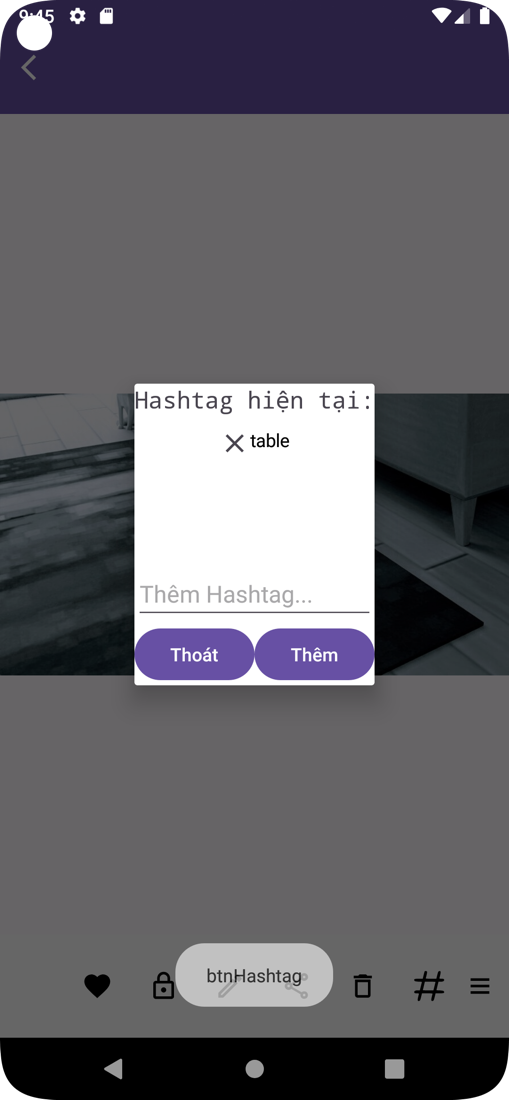 9:45
Hashtag hiện tại:
table
Thêm Hashtag...
Thoát
Thêm
btnHashtag